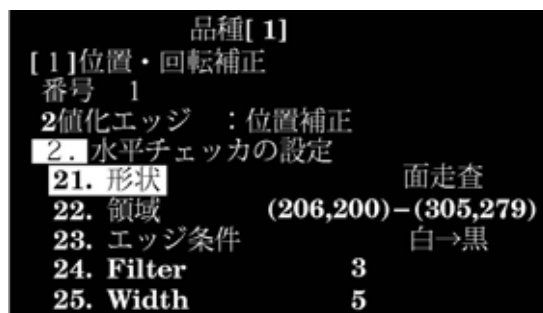 品種[ 1]
[ 1 ]位置・回転補正
番号 1
2値化エッジ :位置補正
2. 水平チェッカの設定
21. 形状 面走査
22. 領域 (206,200)−(305,279)
23. エッジ条件 白→黒
24. Filter 3
25. Width 5